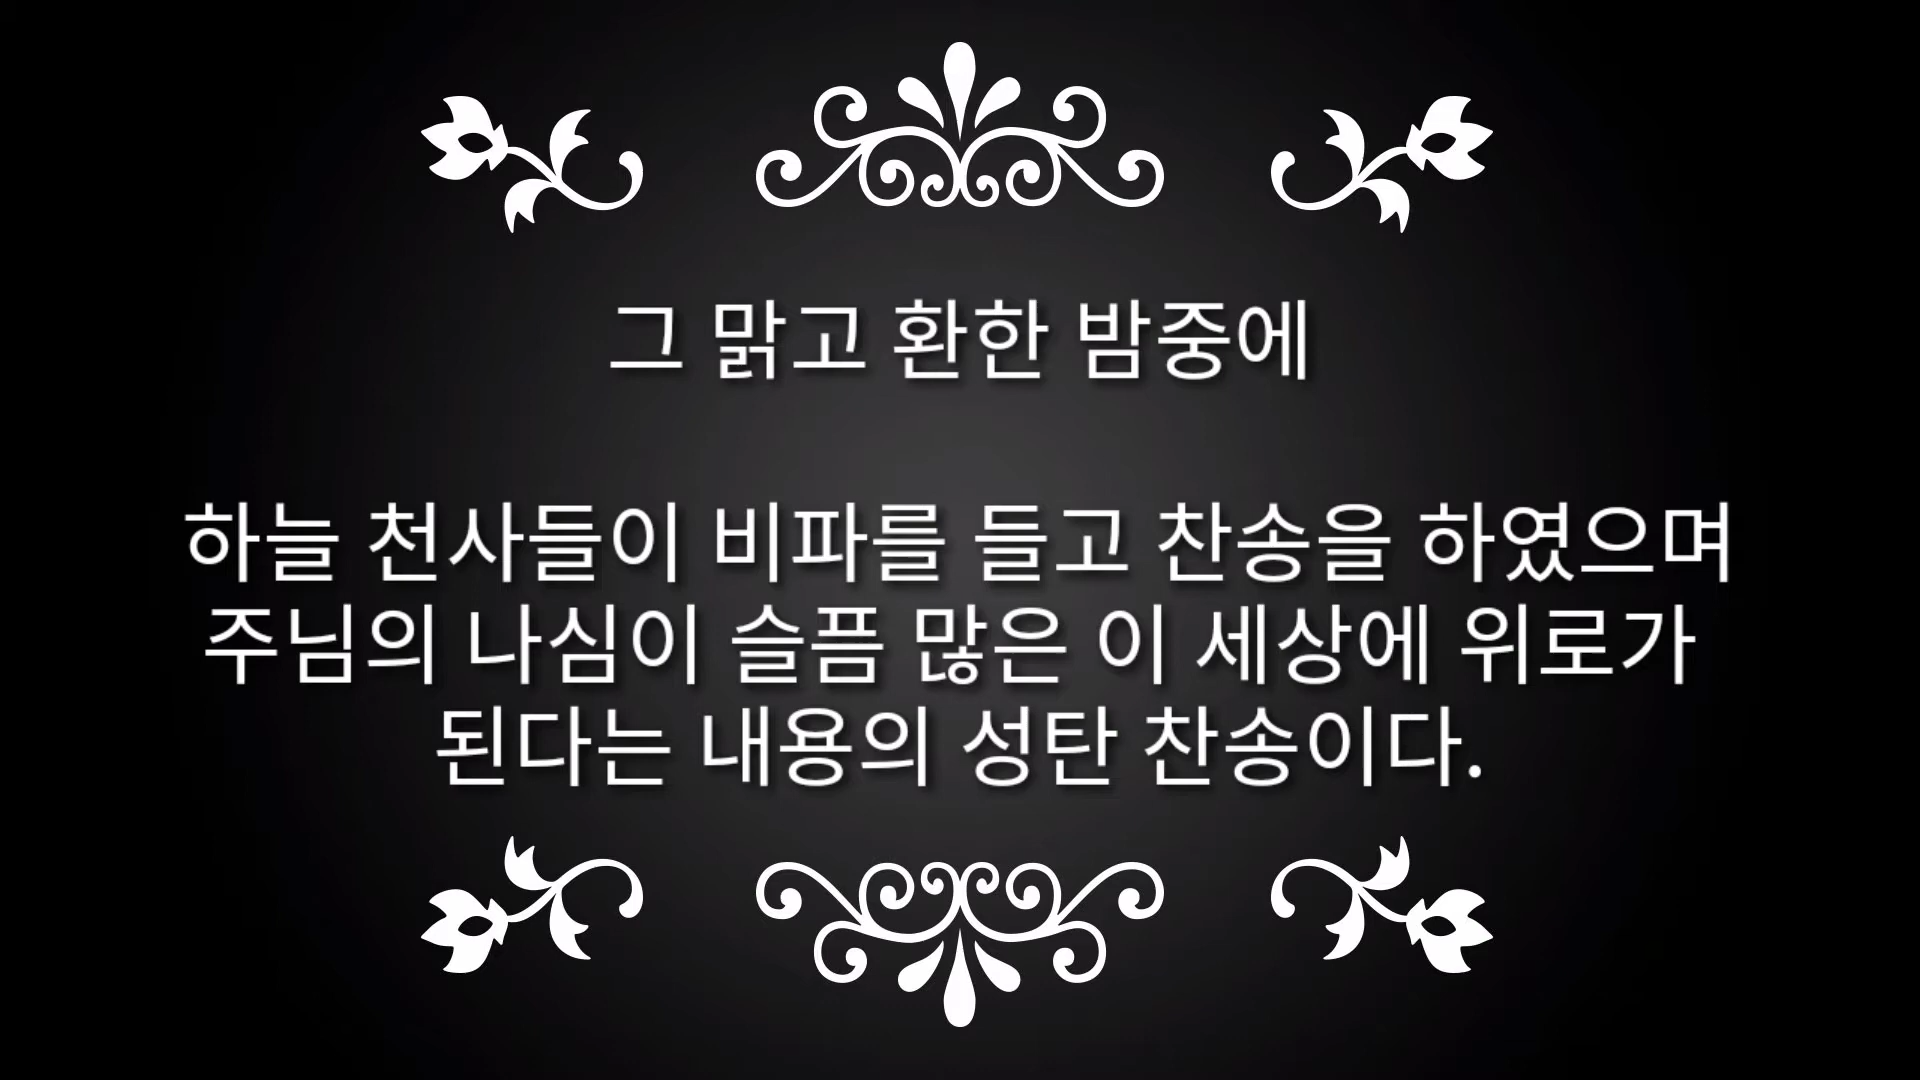 그 맑고 환한 밤중에
하늘 천사들이 비파를 들고 찬송을 하였으며
주님의 나심이 슬픔 많은 이 세상에 위로가
된다는 내용의 성탄 찬송이다.